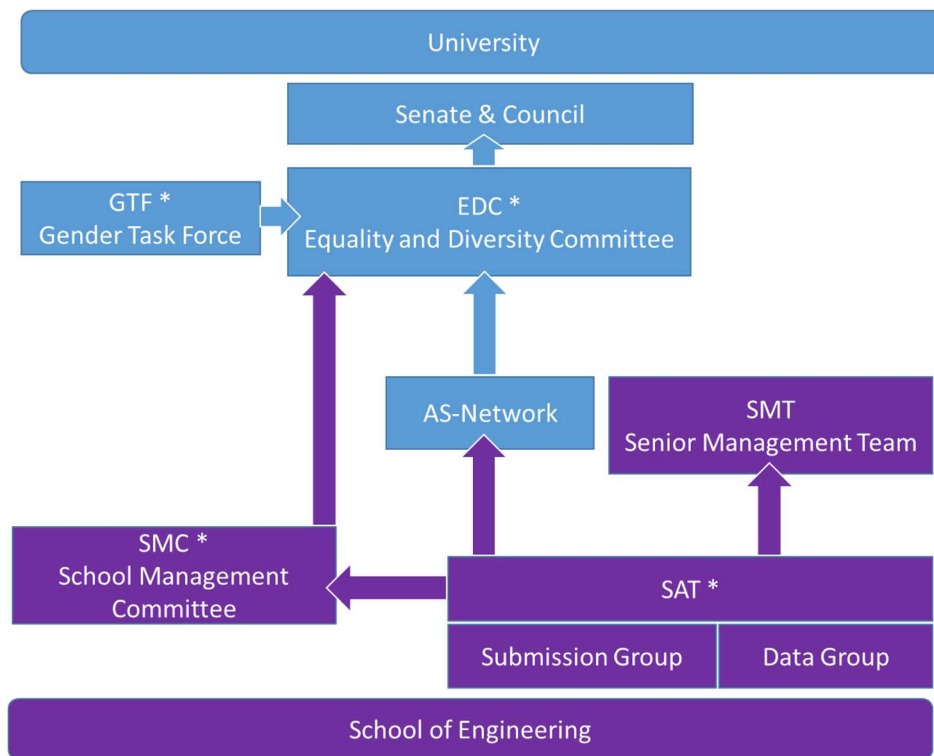 University
Senate & Council
GTF *
Gender Task Force
EDC *
Equality and Diversity Committee
AS-Network
SMT
Senior Management Team
SMC *
School Management
Committee
SAT *
Submission Group
Data Group
School of Engineering